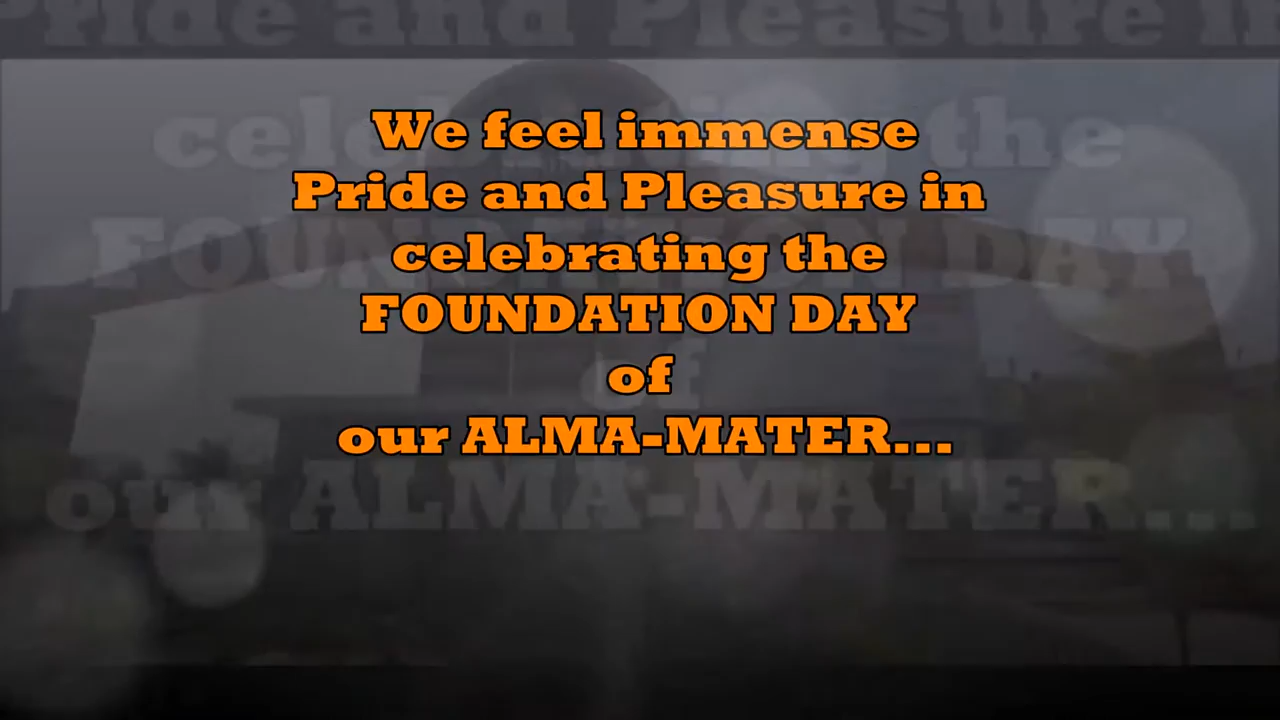 We feel immense
Pride and Pleasure in
celebrating the
FOUNDATION DAY
of
our ALMA-MATER...